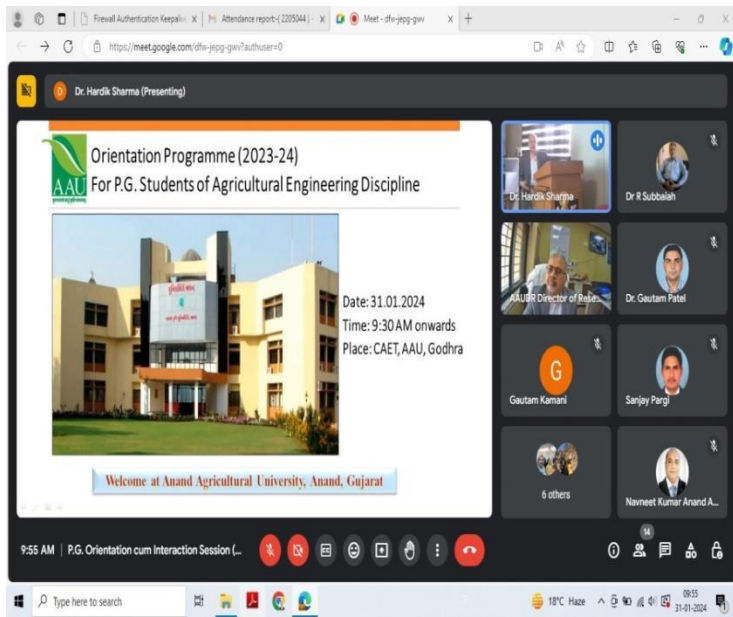 Firewall Authentication Keepaliv
Attendance report-( 2205044 ) -
Meet - dfw-jepg-gwv
https://meet.google.com/dfw-jepg-gwv?authuser=0
D
Dr. Hardik Sharma (Presenting)
AAU
Orientation Programme (2023-24)
For P.G. Students of Agricultural Engineering Discipline
Date: 31.01.2024
Time: 9:30 AM onwards
Place: CAET, AAU, Godhra
Welcome at Anand Agricultural University, Anand, Gujarat
Dr. Hardik Sharma
Dr R Subbaiah
AAUDR Director of Rese...
Dr. Gautam Patel
G
Gautam Kamani
Sanjay Pargi
6 others
Navneet Kumar Anand A...
9:55 AM | P.G. Orientation cum Interaction Session (...
14
Type here to search
18°C Haze
09:55
31-01-2024